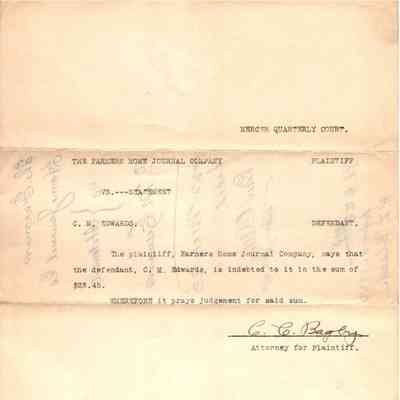 MERCER QUARTERLY COURT.
THE FARMERS HOME JOURNAL COMPANY PLAINTIFF
VS.---STATEMENT
C. M. EDWARDS, DEFENDANT.
The plaintiff, Farmers Home Journal Company, says that
the defendant, C. M. Edwards, is indebted to it in the sum of
$28.45.
WHEREFORE it prays judgement for said sum.
C. C. Bagby
Attorney for Plaintiff.